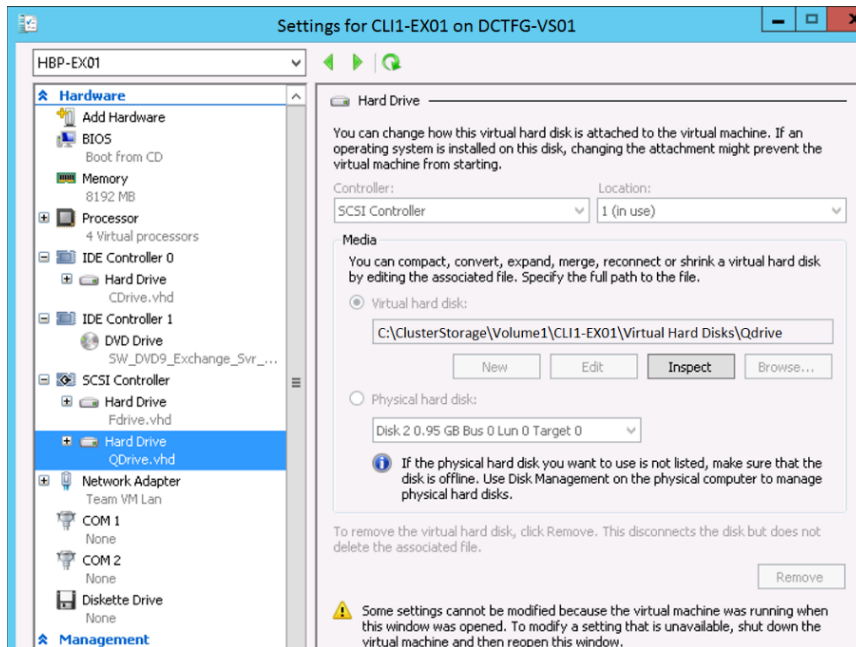 Settings for CLI1-EX01 on DCTFG-VS01
HBP-EX01
Hardware
Add Hardware
BIOS
Boot from CD
Memory
8192 MB
Processor
4 Virtual processors
IDE Controller 0
Hard Drive
CDrive.vhd
IDE Controller 1
DVD Drive
SW_DVD9_Exchange_Svr_...
SCSI Controller
Hard Drive
Fdrive.vhd
Hard Drive
QDrive.vhd
Network Adapter
Team VM Lan
COM 1
None
COM 2
None
Diskette Drive
None
Management
Hard Drive
You can change how this virtual hard disk is attached to the virtual machine. If an
operating system is installed on this disk, changing the attachment might prevent the
virtual machine from starting.
Controller: Location:
SCSI Controller 1 (in use)
Media
You can compact, convert, expand, merge, reconnect or shrink a virtual hard disk
by editing the associated file. Specify the full path to the file.
Virtual hard disk:
C:\ClusterStorage\Volume1\CLI1-EX01\Virtual Hard Disks\Qdrive
New Edit Inspect Browse...
Physical hard disk:
Disk 2 0.95 GB Bus 0 Lun 0 Target 0
If the physical hard disk you want to use is not listed, make sure that the
disk is offline. Use Disk Management on the physical computer to manage
physical hard disks.
To remove the virtual hard disk, click Remove. This disconnects the disk but does not
delete the associated file.
Remove
Some settings cannot be modified because the virtual machine was running when
this window was opened. To modify a setting that is unavailable, shut down the
virtual machine and then reopen this window.